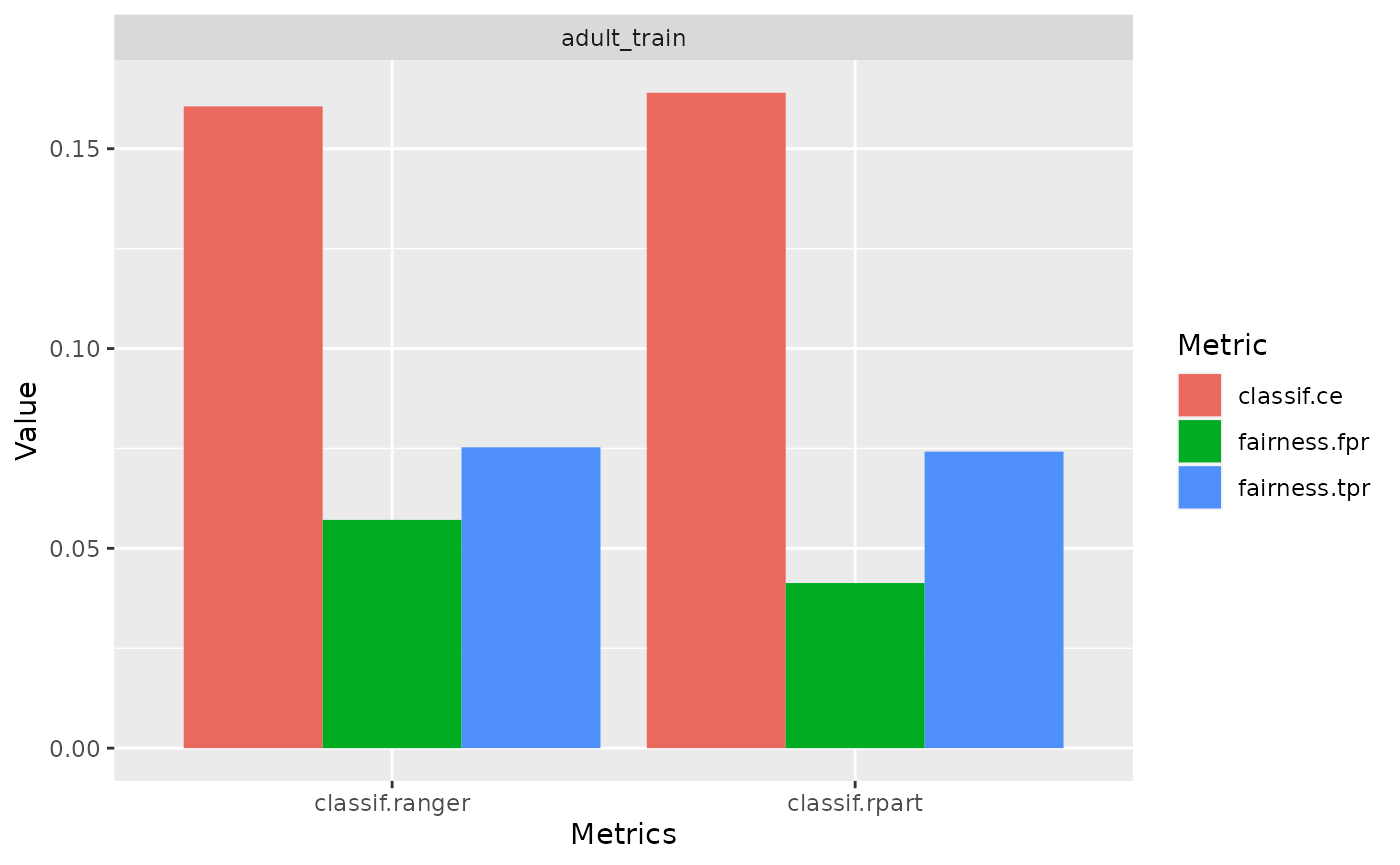 adult_train
Value
0.15
0.10
0.05
0.00
classif.ranger
classif.rpart
Metrics
Metric
classif.ce
fairness.fpr
fairness.tpr